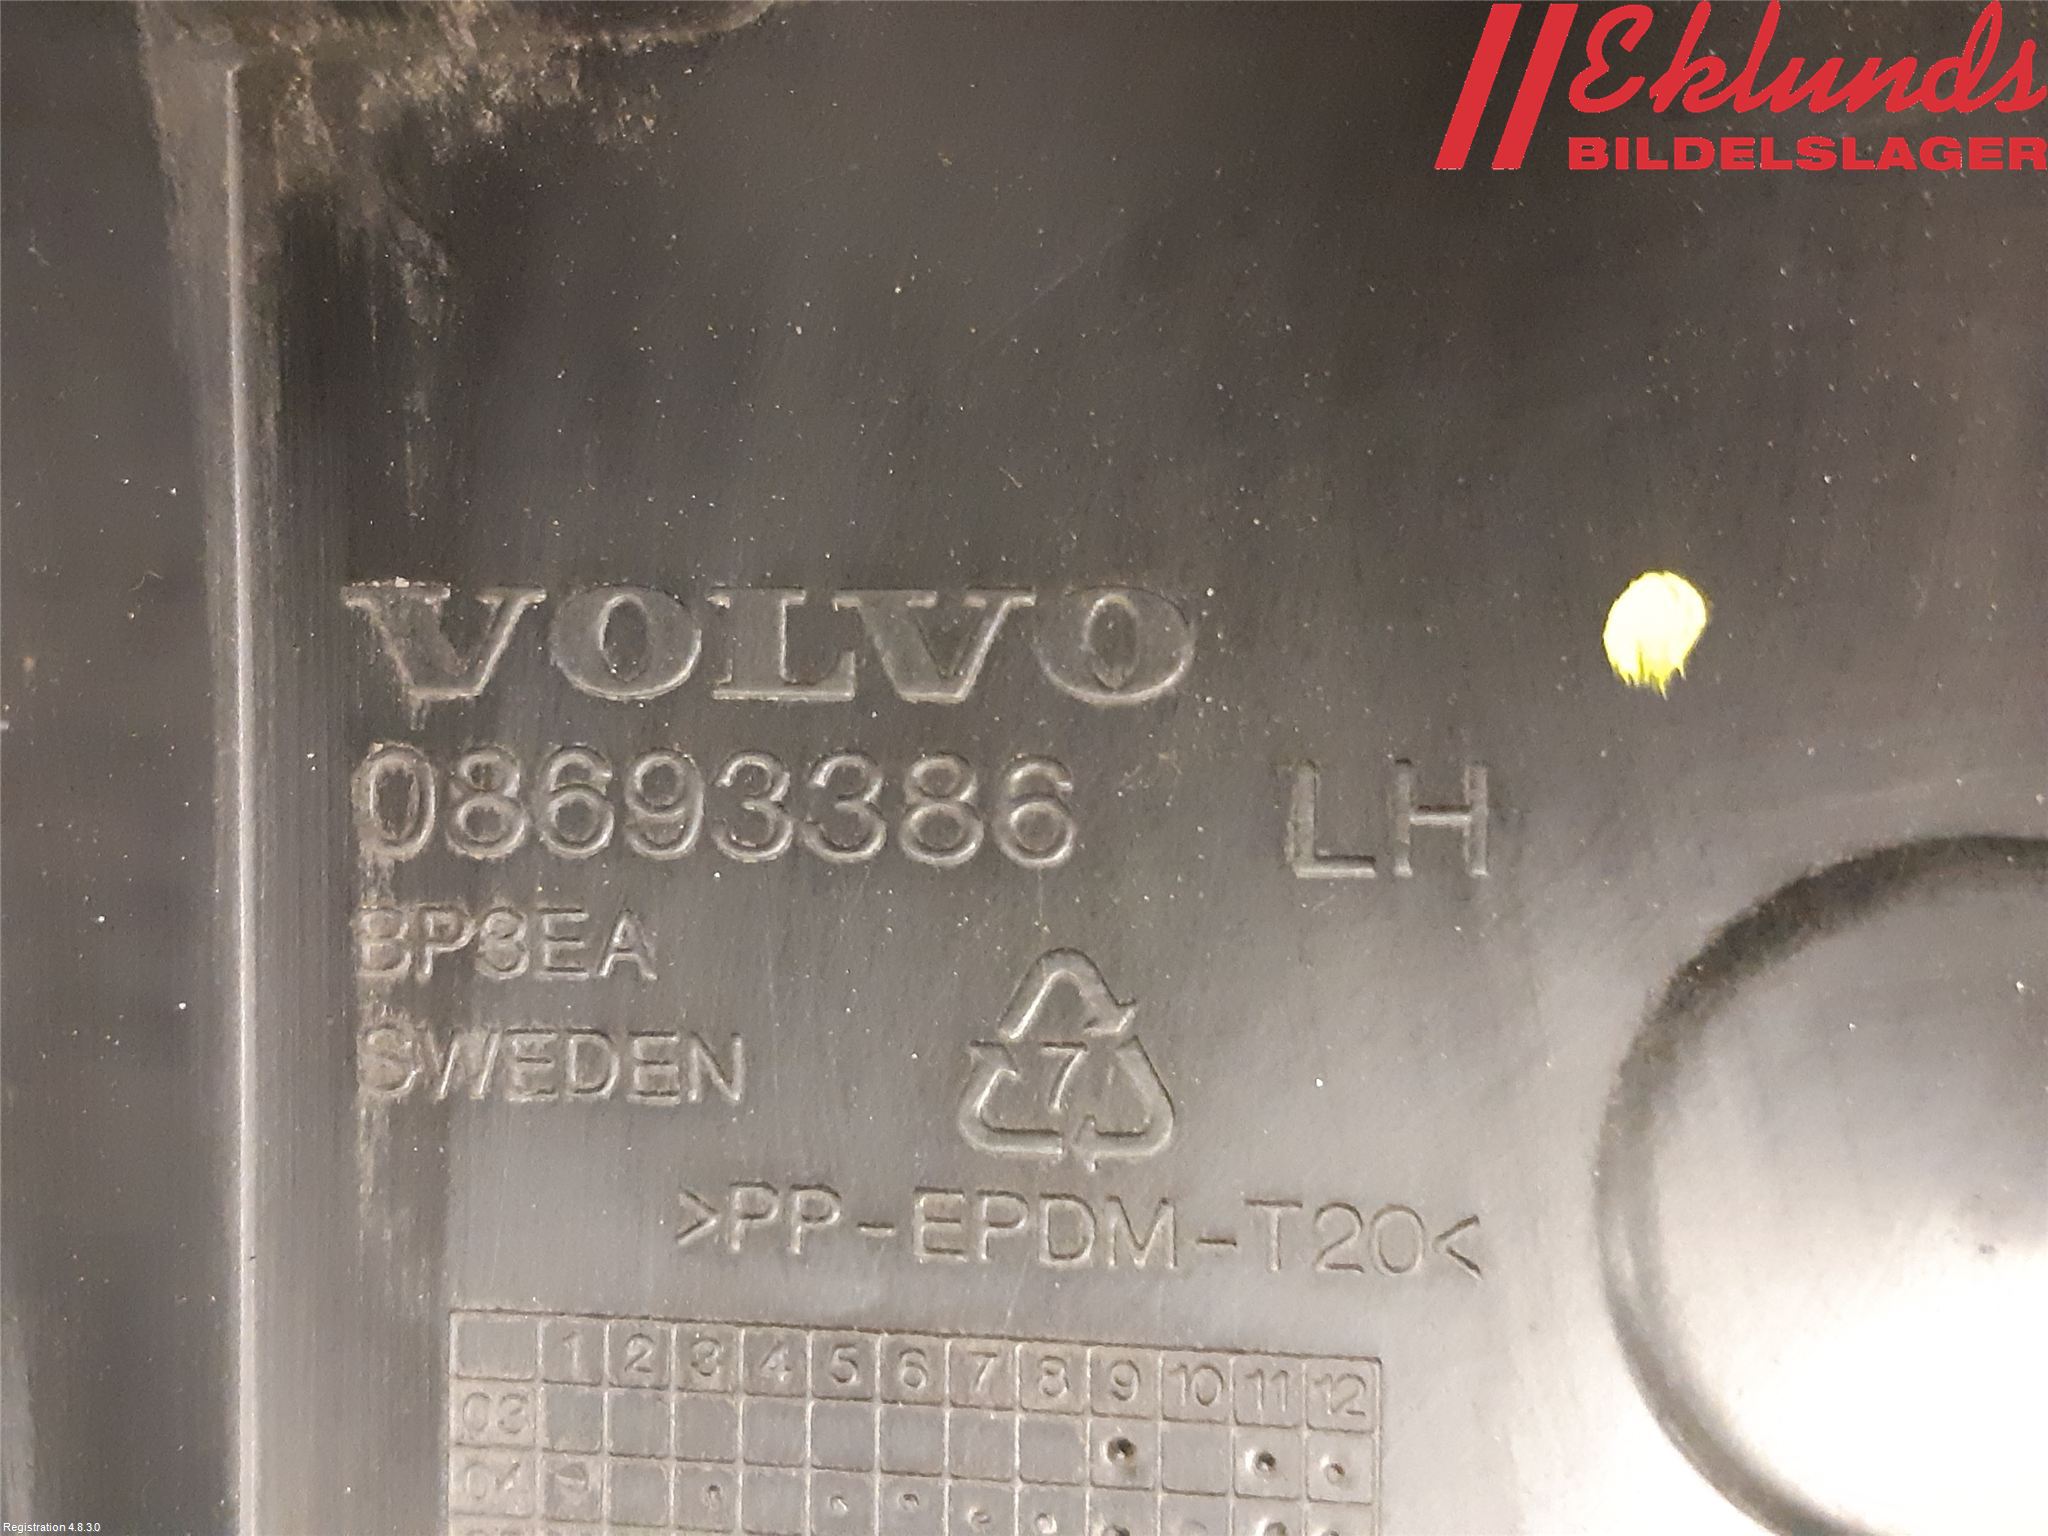 Eklunds
BILDELSLAGER
VOLVO
08693386 LH
BP3EA
SWEDEN
7
>PP-EPDM-T20<
1 2 3 4 5 6 7 8 9 10 11 12
03
04
Registration 4.8.3.0